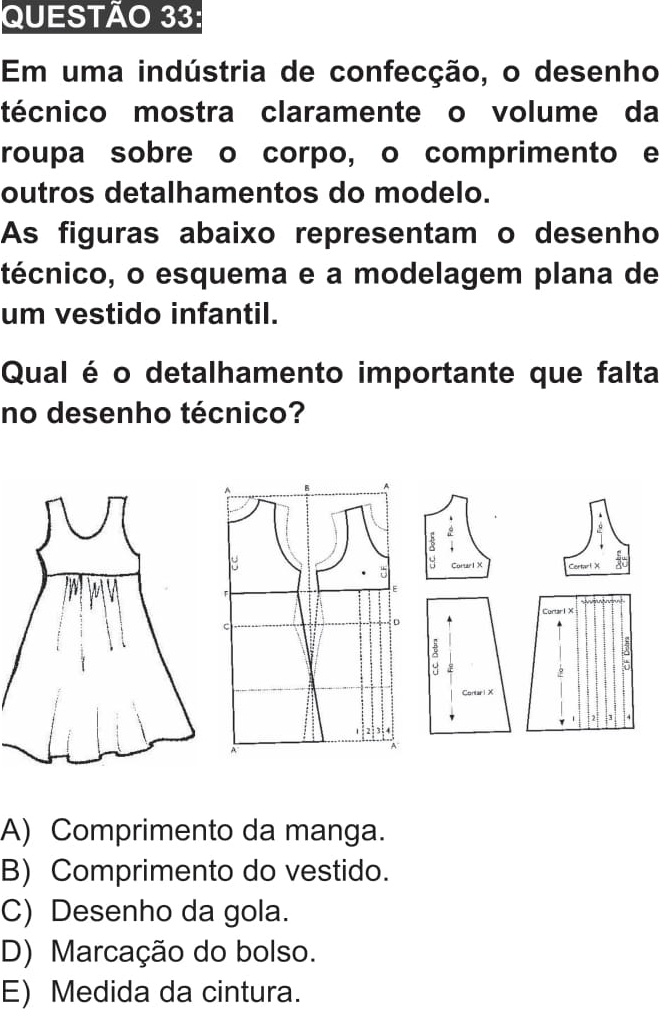 QUESTÃO 33:
Em uma indústria de confecção, o desenho
técnico mostra claramente o volume da
roupa sobre o corpo, o comprimento e
outros detalhamentos do modelo.
As figuras abaixo representam o desenho
técnico, o esquema e a modelagem plana de
um vestido infantil.
Qual é o detalhamento importante que falta
no desenho técnico?
A B A
C.C.
C.F.
F E
C D
1 2 3 4
A A
C.C. Dobra
Fio
Cortar1 X
Fio
Cortar1 X
Dobra
C.F.
C.C. Dobra
Fio
Cortar1 X
Cortar1 X
Fio
C.F. Dobra
1 2 3 4
A) Comprimento da manga.
B) Comprimento do vestido.
C) Desenho da gola.
D) Marcação do bolso.
E) Medida da cintura.